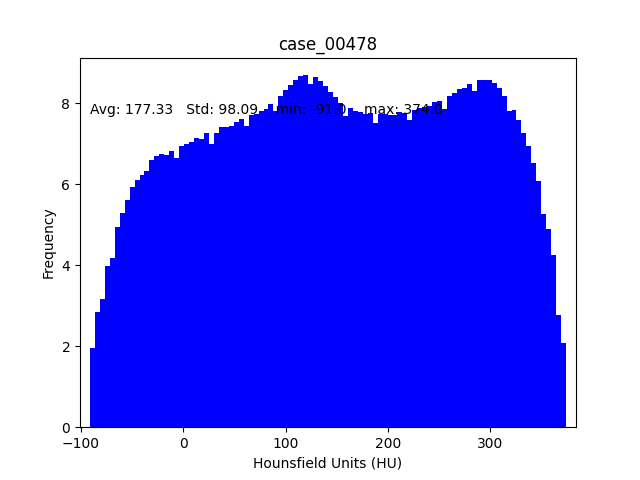 case_00478
Avg: 177.33 Std: 98.09 min: -91.0 max: 374.0
8
6
4
2
0
Frequency
−100 0 100 200 300
Hounsfield Units (HU)